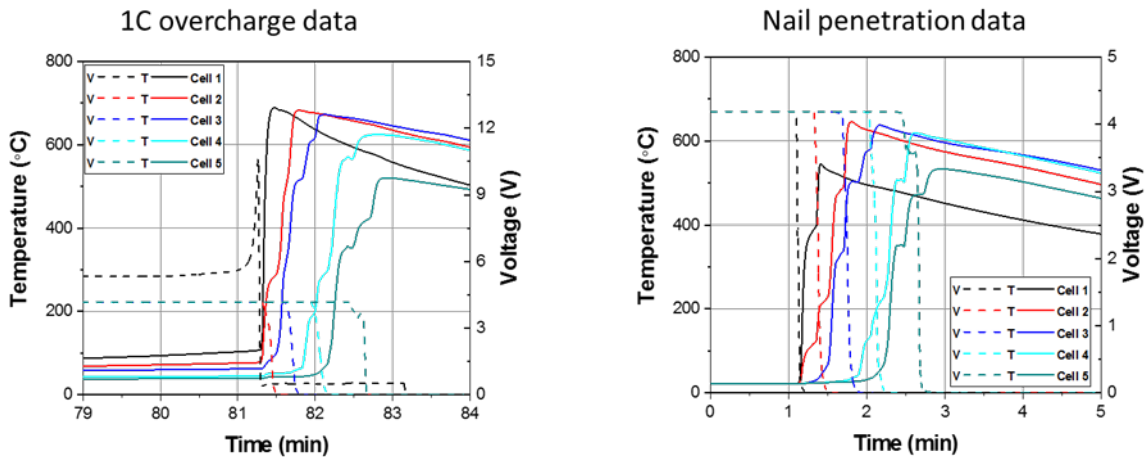 1C overcharge data
Nail penetration data
800
600
400
200
0
Temperature (°C)
15
12
9
6
3
0
Voltage (V)
79
80
81
82
83
84
Time (min)
V T Cell 1
V T Cell 2
V T Cell 3
V T Cell 4
V T Cell 5
800
600
400
200
0
Temperature (°C)
5
4
3
2
1
0
Voltage (V)
0
1
2
3
4
5
Time (min)
V T Cell 1
V T Cell 2
V T Cell 3
V T Cell 4
V T Cell 5